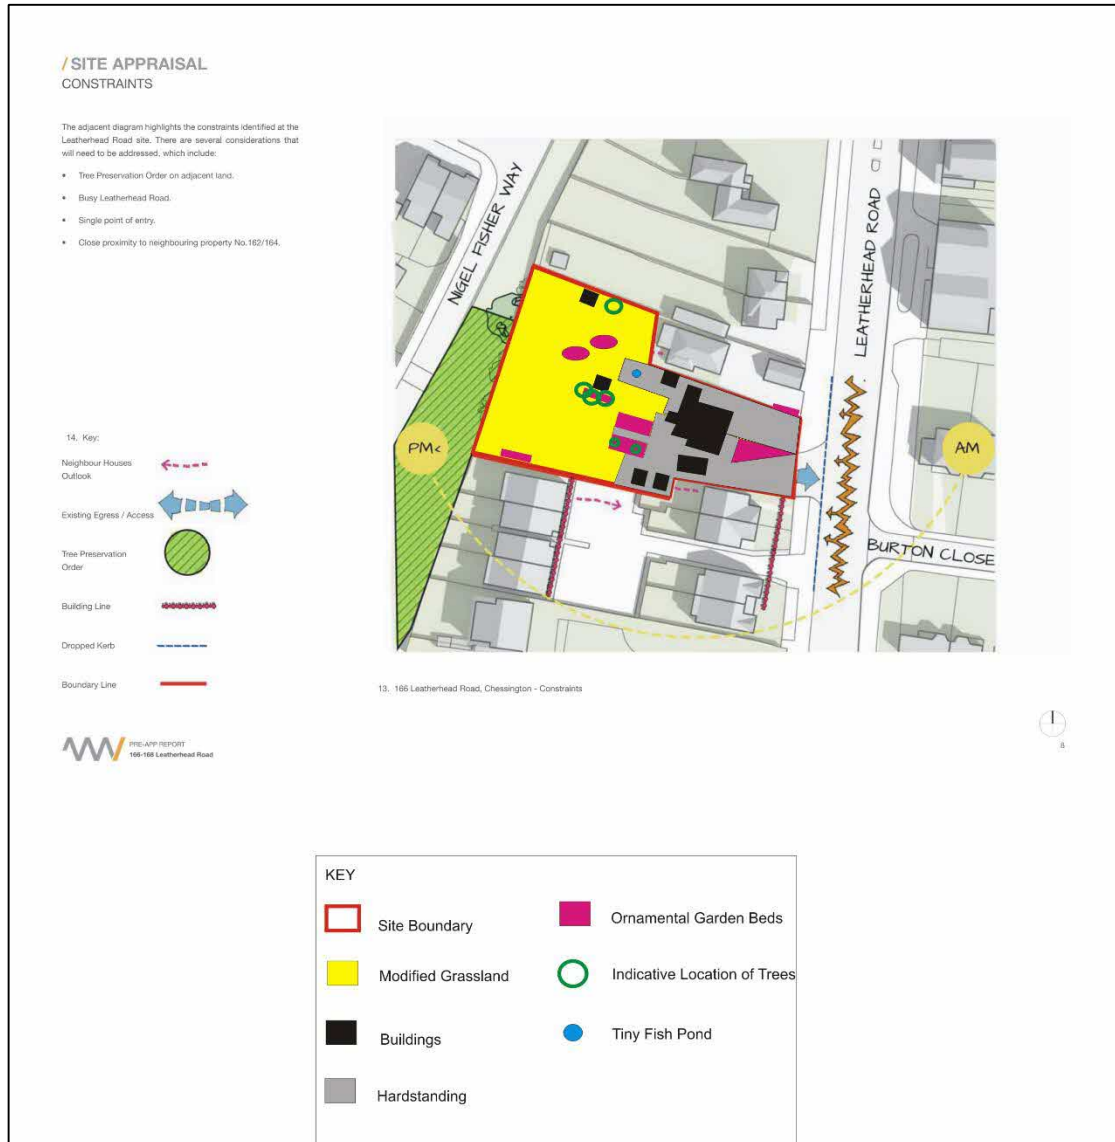 / SITE APPRAISAL
CONSTRAINTS
The adjacent diagram highlights the constraints identified at the
Leatherhead Road site. There are several considerations that
will need to be addressed, which include:
• Tree Preservation Order on adjacent land.
• Busy Leatherhead Road.
• Single point of entry.
• Close proximity to neighbouring property No.162/164.
NIGEL FISHER WAY
LEATHERHEAD ROAD
PM<
AM
BURTON CLOSE
14. Key:
Neighbour Houses
Outlook
Existing Egress / Access
Tree Preservation
Order
Building Line
Dropped Kerb
Boundary Line
13. 166 Leatherhead Road, Chessington - Constraints
PRE-APP REPORT
166-168 Leatherhead Road
8
KEY
Site Boundary
Modified Grassland
Buildings
Hardstanding
Ornamental Garden Beds
Indicative Location of Trees
Tiny Fish Pond